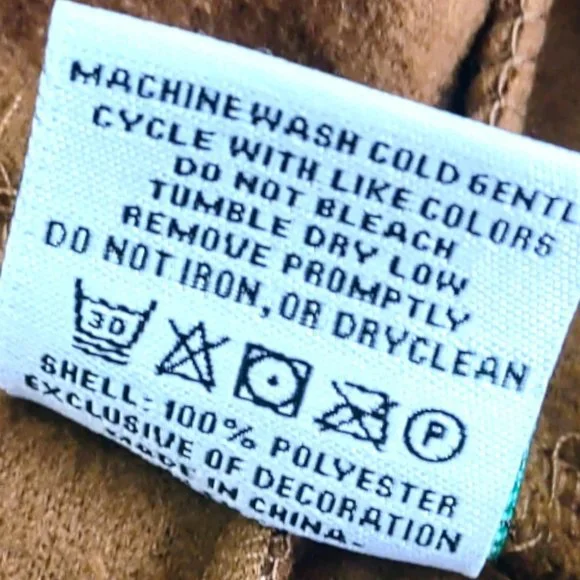 MACHINE WASH COLD GENTL
CYCLE WITH LIKE COLORS
DO NOT BLEACH
TUMBLE DRY LOW
REMOVE PROMPTLY
DO NOT IRON, OR DRYCLEAN
30
P
SHELL: 100% POLYESTER
EXCLUSIVE OF DECORATION
MADE IN CHINA.